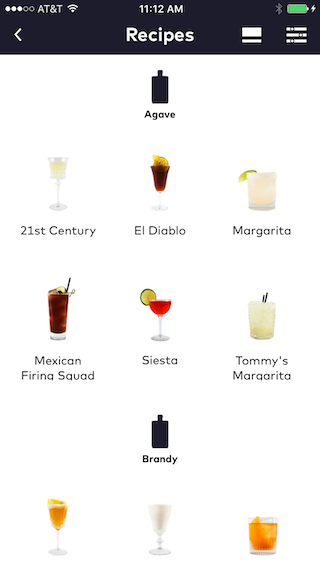 AT&T 11:12 AM
Recipes
Agave
21st Century El Diablo Margarita
Mexican Siesta Tommy's
Firing Squad Margarita
Brandy